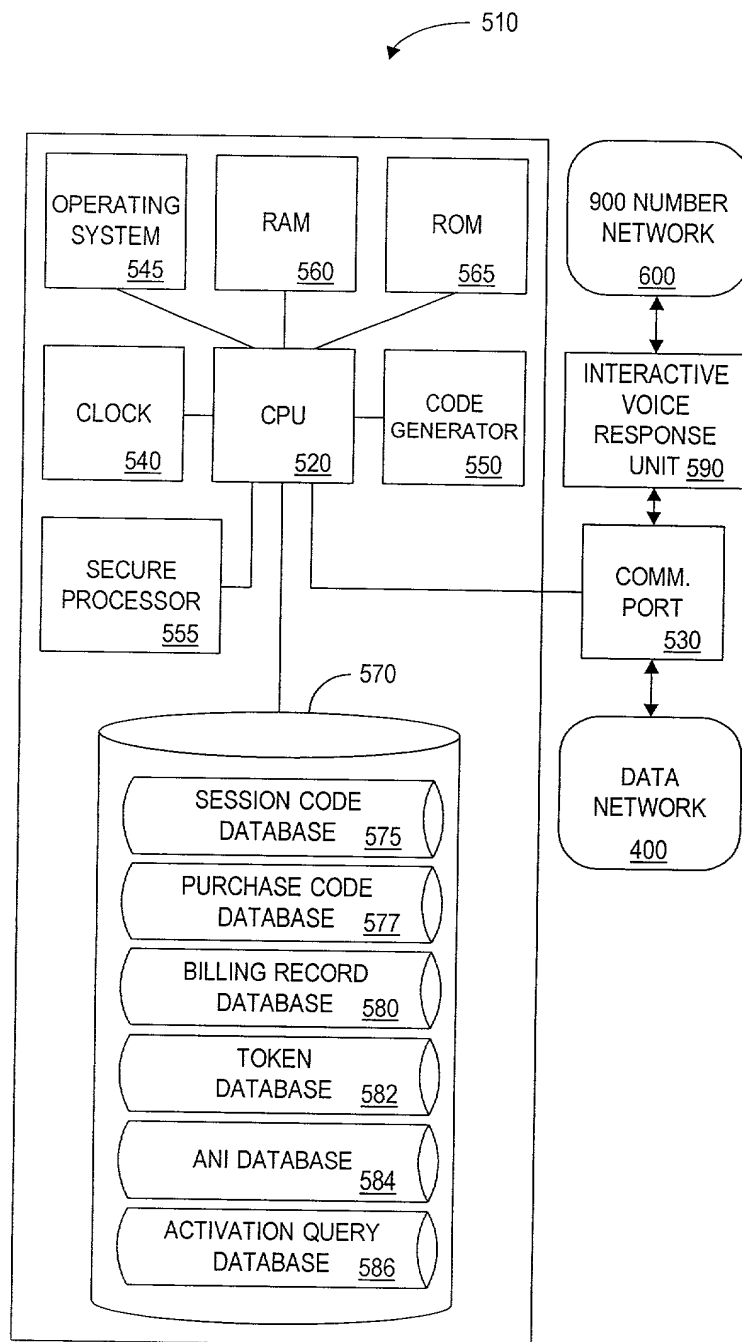 510
OPERATING
SYSTEM
545
RAM
560
ROM
565
900 NUMBER
NETWORK
600
CLOCK
540
CPU
520
CODE
GENERATOR
550
INTERACTIVE
VOICE
RESPONSE
UNIT 590
SECURE
PROCESSOR
555
COMM.
PORT
530
570
DATA
NETWORK
400
SESSION CODE
DATABASE 575
PURCHASE CODE
DATABASE 577
BILLING RECORD
DATABASE 580
TOKEN
DATABASE 582
ANI DATABASE
584
ACTIVATION QUERY
DATABASE 586